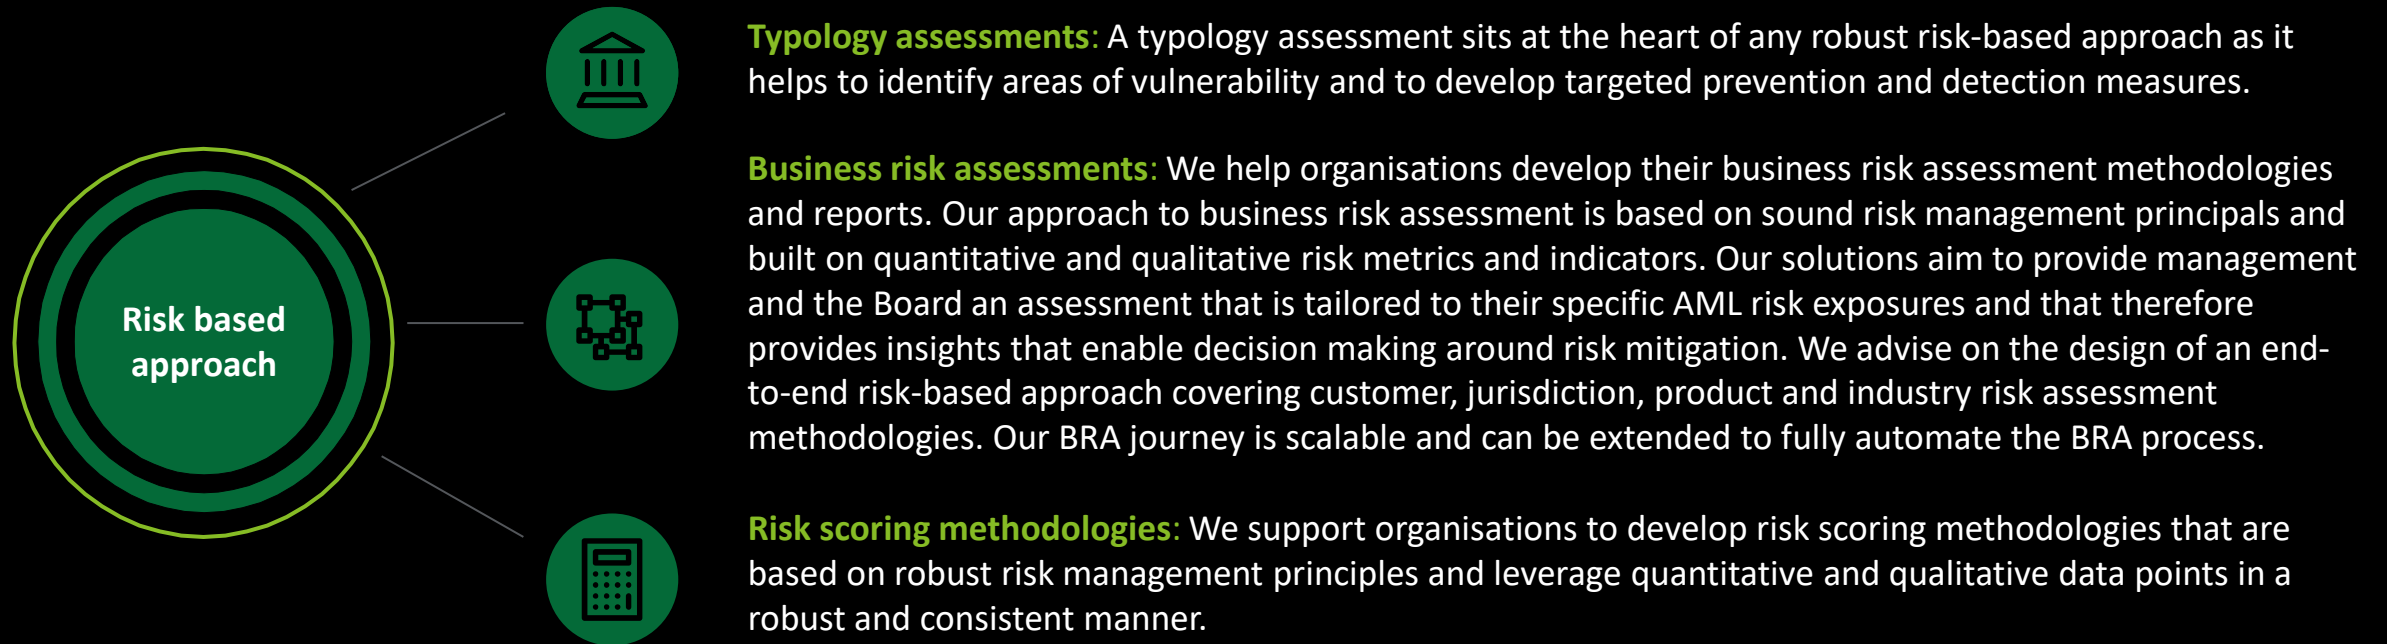 Risk based
approach
Typology assessments: A typology assessment sits at the heart of any robust risk-based approach as it
helps to identify areas of vulnerability and to develop targeted prevention and detection measures.
Business risk assessments: We help organisations develop their business risk assessment methodologies
and reports. Our approach to business risk assessment is based on sound risk management principals and
built on quantitative and qualitative risk metrics and indicators. Our solutions aim to provide management
and the Board an assessment that is tailored to their specific AML risk exposures and that therefore
provides insights that enable decision making around risk mitigation. We advise on the design of an end-
to-end risk-based approach covering customer, jurisdiction, product and industry risk assessment
methodologies. Our BRA journey is scalable and can be extended to fully automate the BRA process.
Risk scoring methodologies: We support organisations to develop risk scoring methodologies that are
based on robust risk management principles and leverage quantitative and qualitative data points in a
robust and consistent manner.